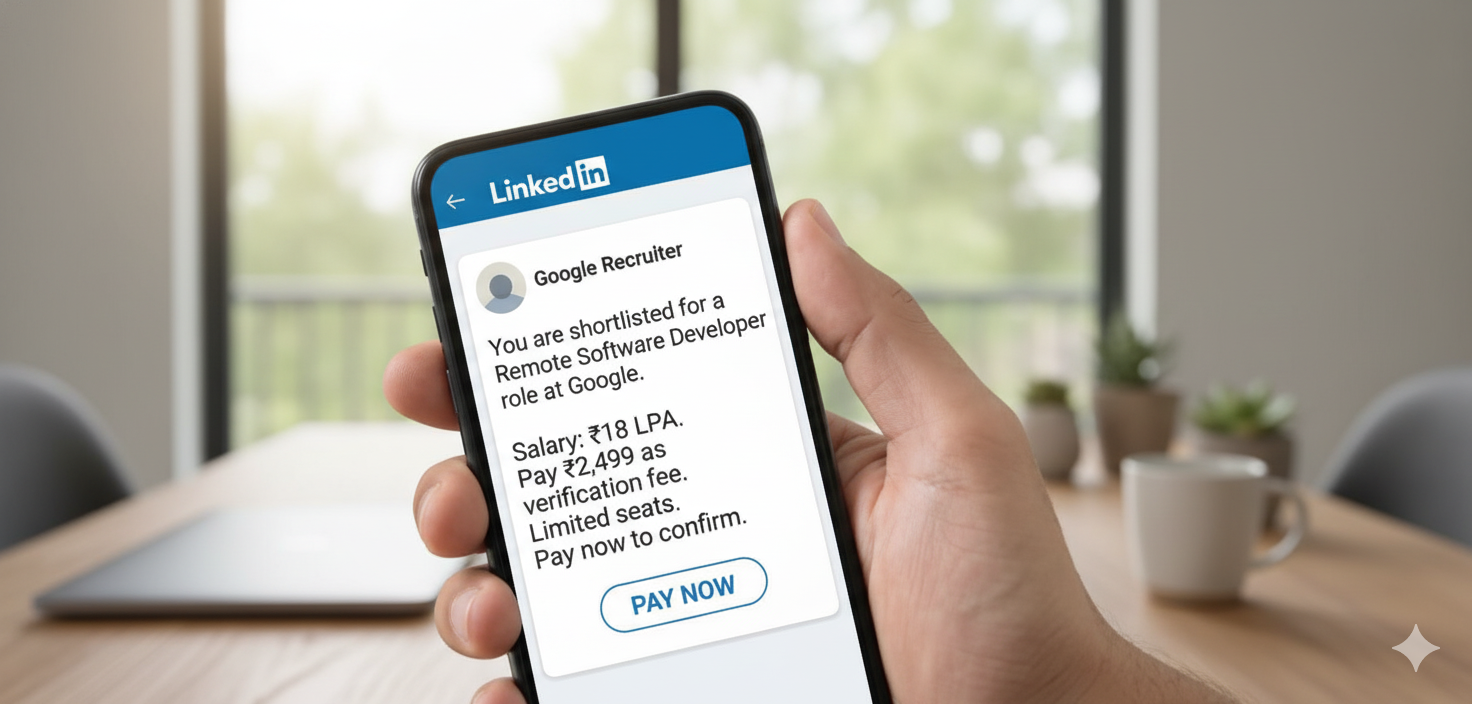 LinkedIn
Google Recruiter
You are shortlisted for a
Remote Software Developer
role at Google.
Salary: ₹18 LPA.
Pay ₹2,499 as
verification fee.
Limited seats.
Pay now to confirm.
PAY NOW